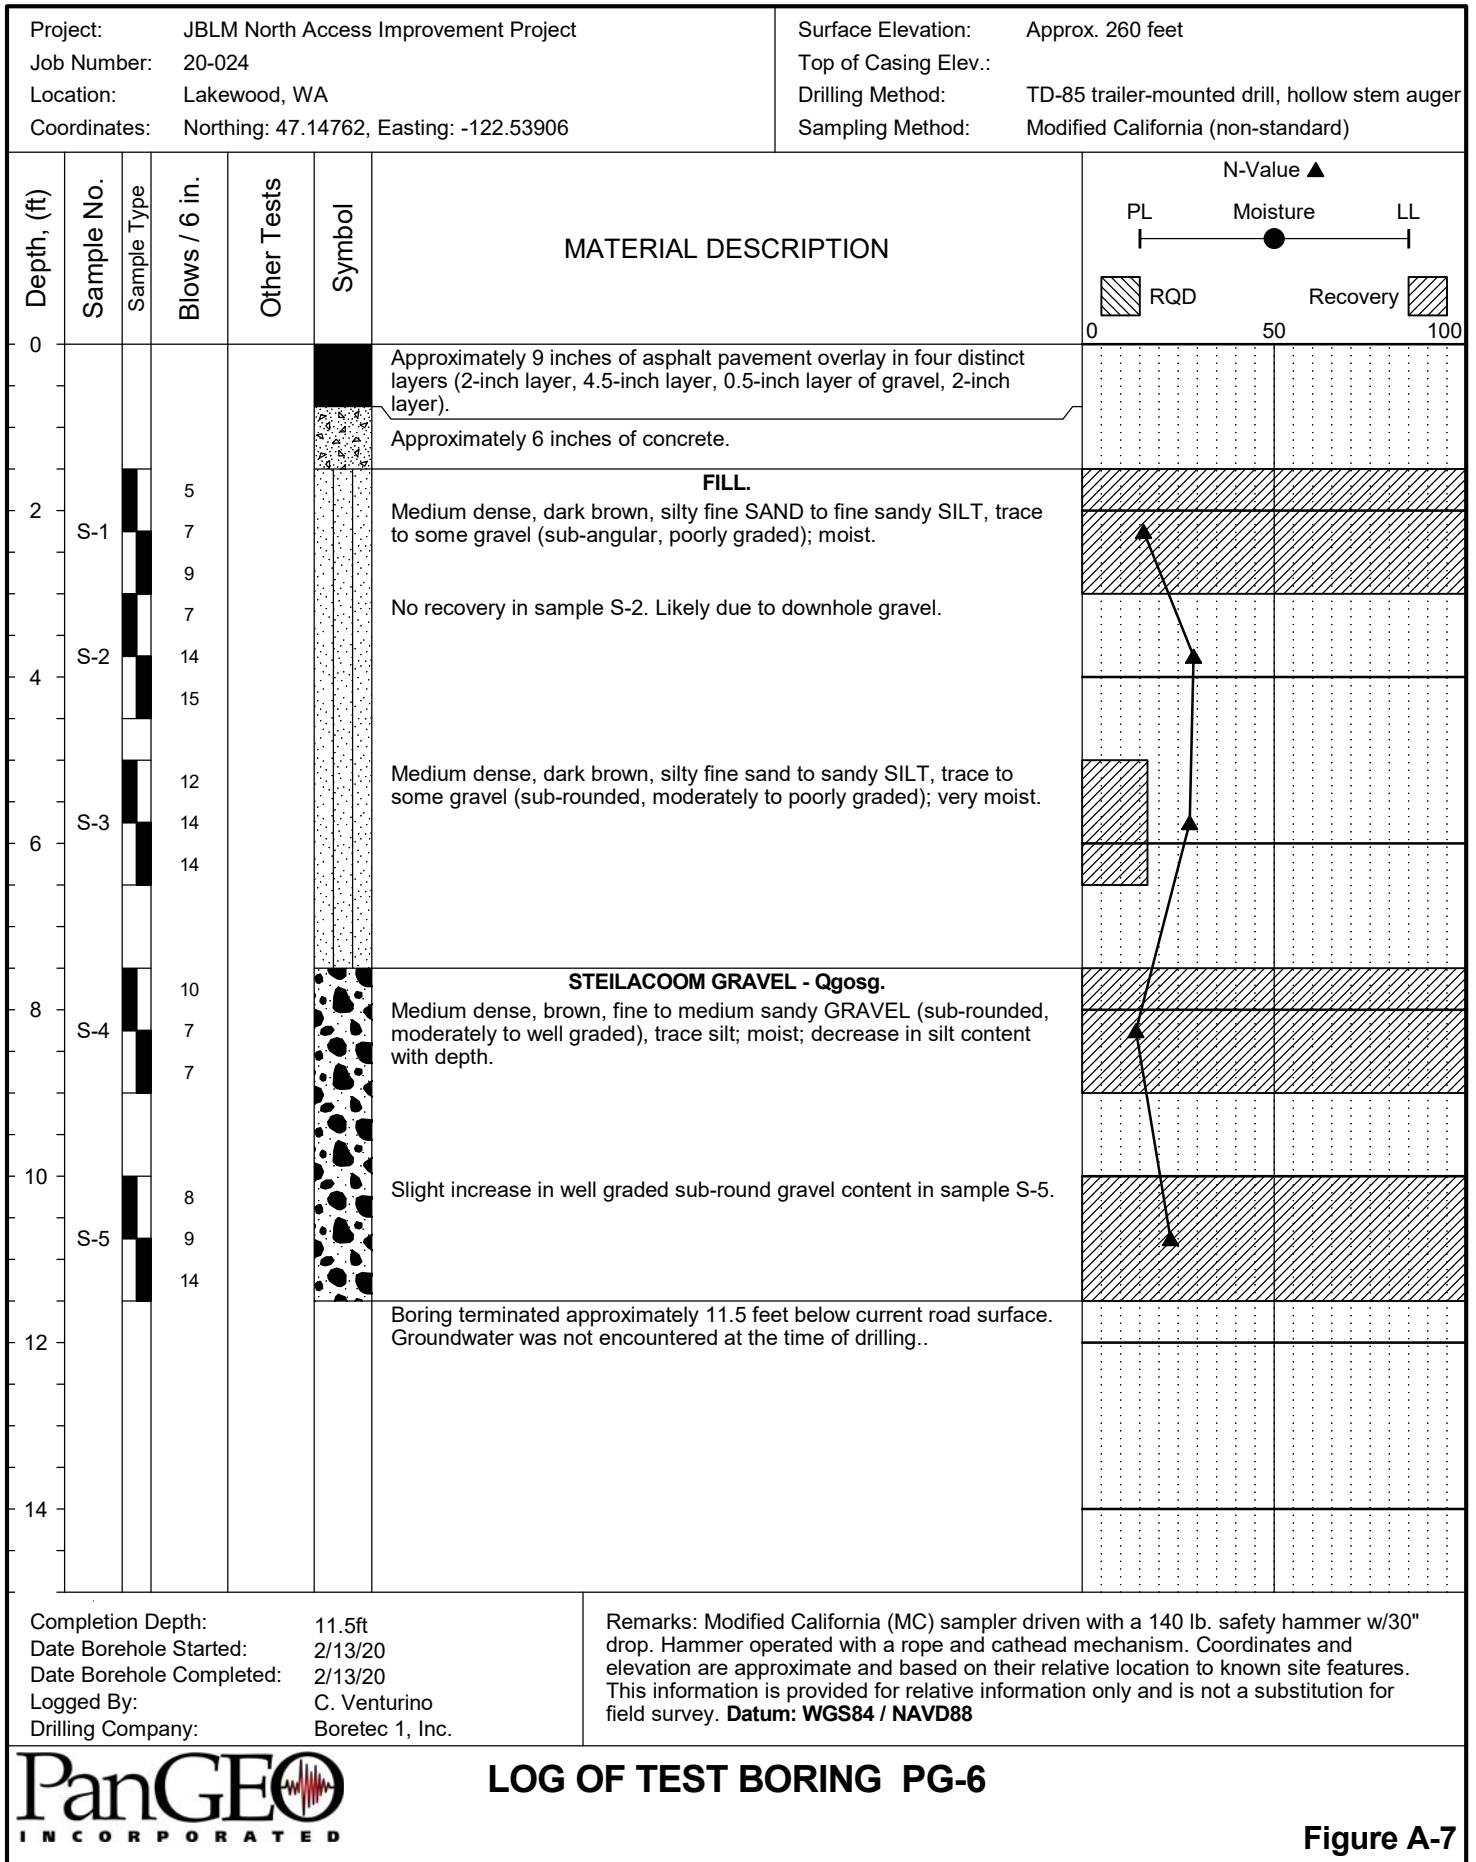 Project: JBLM North Access Improvement Project
Job Number: 20-024
Location: Lakewood, WA
Coordinates: Northing: 47.14762, Easting: -122.53906
Surface Elevation: Approx. 260 feet
Top of Casing Elev.:
Drilling Method: TD-85 trailer-mounted drill, hollow stem auger
Sampling Method: Modified California (non-standard)
Depth, (ft)
Sample No.
Sample Type
Blows / 6 in.
Other Tests
Symbol
MATERIAL DESCRIPTION
N-Value ▲
PL Moisture LL
RQD Recovery
0 50 100
0
Approximately 9 inches of asphalt pavement overlay in four distinct
layers (2-inch layer, 4.5-inch layer, 0.5-inch layer of gravel, 2-inch
layer).
Approximately 6 inches of concrete.
FILL.
5
2
Medium dense, dark brown, silty fine SAND to fine sandy SILT, trace
to some gravel (sub-angular, poorly graded); moist.
S-1 7
9
7
No recovery in sample S-2. Likely due to downhole gravel.
S-2 14
4
15
12
Medium dense, dark brown, silty fine sand to sandy SILT, trace to
some gravel (sub-rounded, moderately to poorly graded); very moist.
S-3 14
6
14
STEILACOOM GRAVEL - Qgosg.
10
8
Medium dense, brown, fine to medium sandy GRAVEL (sub-rounded,
moderately to well graded), trace silt; moist; decrease in silt content
with depth.
S-4 7
7
10
8
Slight increase in well graded sub-round gravel content in sample S-5.
S-5 9
14
Boring terminated approximately 11.5 feet below current road surface.
Groundwater was not encountered at the time of drilling..
12
14
Completion Depth: 11.5ft
Date Borehole Started: 2/13/20
Date Borehole Completed: 2/13/20
Logged By: C. Venturino
Drilling Company: Boretec 1, Inc.
Remarks: Modified California (MC) sampler driven with a 140 lb. safety hammer w/30"
drop. Hammer operated with a rope and cathead mechanism. Coordinates and
elevation are approximate and based on their relative location to known site features.
This information is provided for relative information only and is not a substitution for
field survey. Datum: WGS84 / NAVD88
PanGEO
INCORPORATED
LOG OF TEST BORING PG-6
Figure A-7